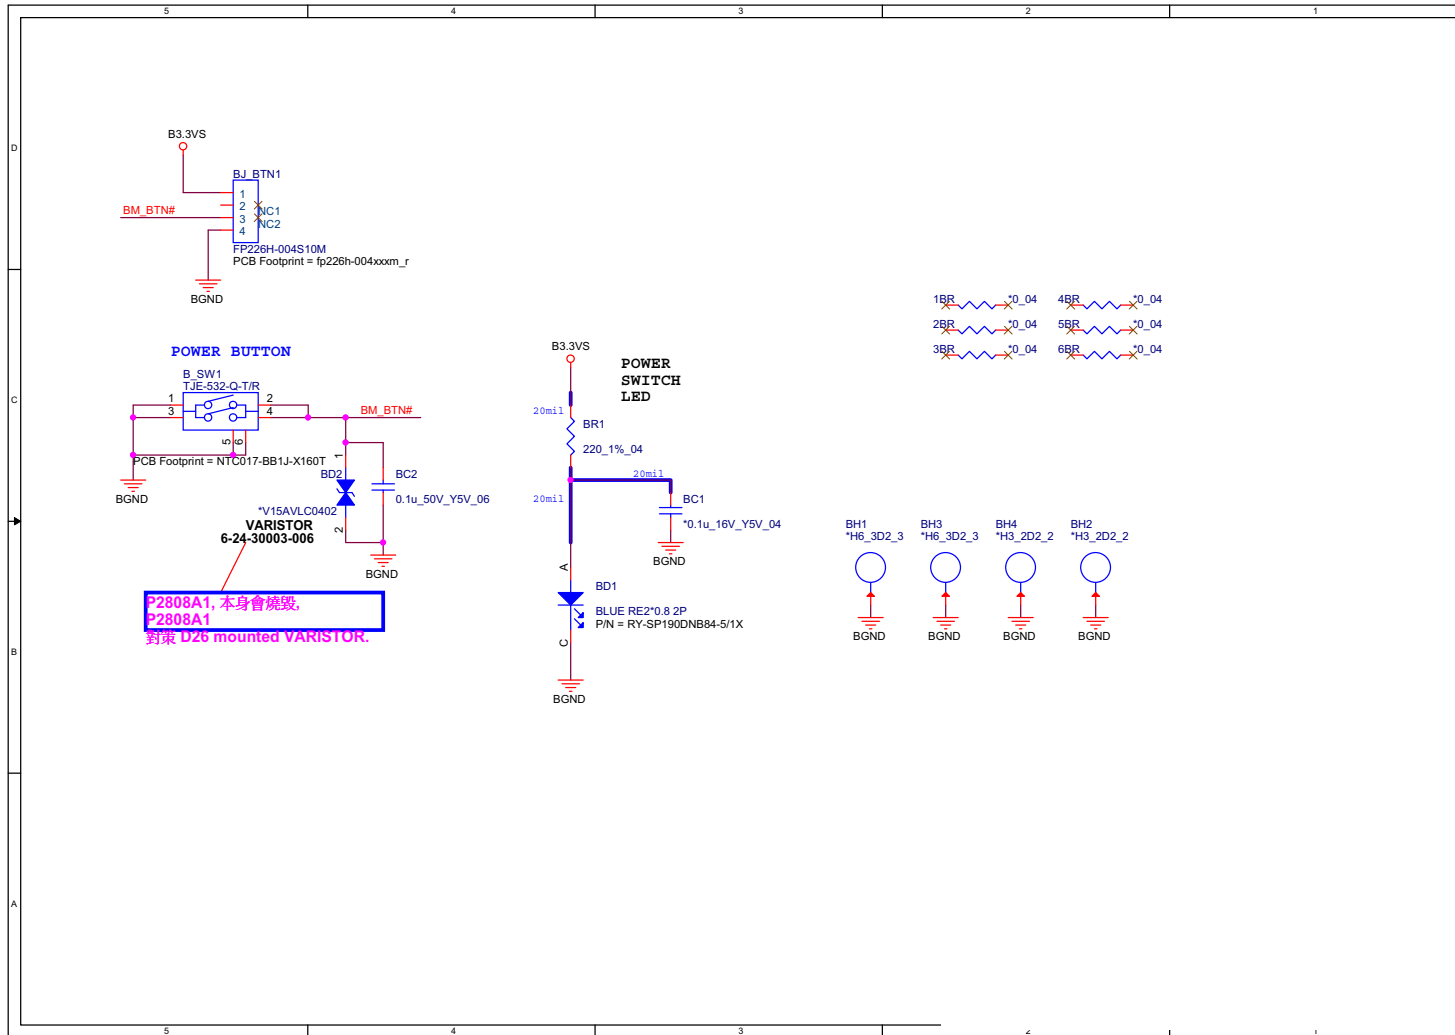 5 4 3 2 1
D
B3.3VS
BJ_BTN1
1
2
3
4
NC1
NC2
BM_BTN#
FP226H-004S10M
PCB Footprint = fp226h-004xxxm_r
BGND
1BR *0_04 4BR *0_04
2BR *0_04 5BR *0_04
3BR *0_04 6BR *0_04
POWER BUTTON
B_SW1
TJE-532-Q-T/R
1 2
3 4
5 6
BM_BTN#
PCB Footprint = NTC017-BB1J-X160T
BGND
1
BD2
2
*V15AVLC0402
VARISTOR
6-24-30003-006
BC2
0.1u_50V_Y5V_06
BGND
P2808A1, 本身會燒毀,
P2808A1
對策 D26 mounted VARISTOR.
C
B3.3VS
POWER
SWITCH
LED
20mil
BR1
220_1%_04
20mil
20mil
BC1
*0.1u_16V_Y5V_04
BGND
A
BD1
BLUE RE2*0.8 2P
P/N = RY-SP190DNB84-5/1X
C
BGND
BH1 BH3 BH4 BH2
*H6_3D2_3 *H6_3D2_3 *H3_2D2_2 *H3_2D2_2
BGND BGND BGND BGND
B
A
5 4 3